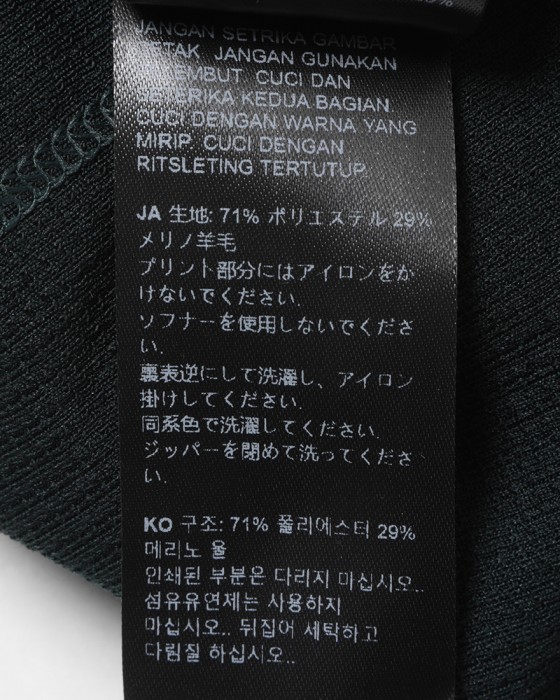 JANGAN SETRIKA GAMBAR
JANGAN GUNAKAN
CUCI DAN
KEDUA BAGIAN.
CUCI DENGAN WARNA YANG
MIRIP. CUCI DENGAN
RITSLETING TERTUTUP.
JA 生地: 71% ポリエステル 29%
メリノ羊毛
プリント部分にはアイロンをか
けないでください.
ソフナーを使用しないでくださ
い.
裏表逆にして洗濯し、アイロン
掛けしてください.
同系色で洗濯してください.
ジッパーを閉めて洗ってくださ
い.
KO 구조: 71% 폴리에스터 29%
메리노 울
인쇄된 부분은 다리지 마십시오..
섬유유연제는 사용하지
마십시오.. 뒤집어 세탁하고
다림질 하십시오..